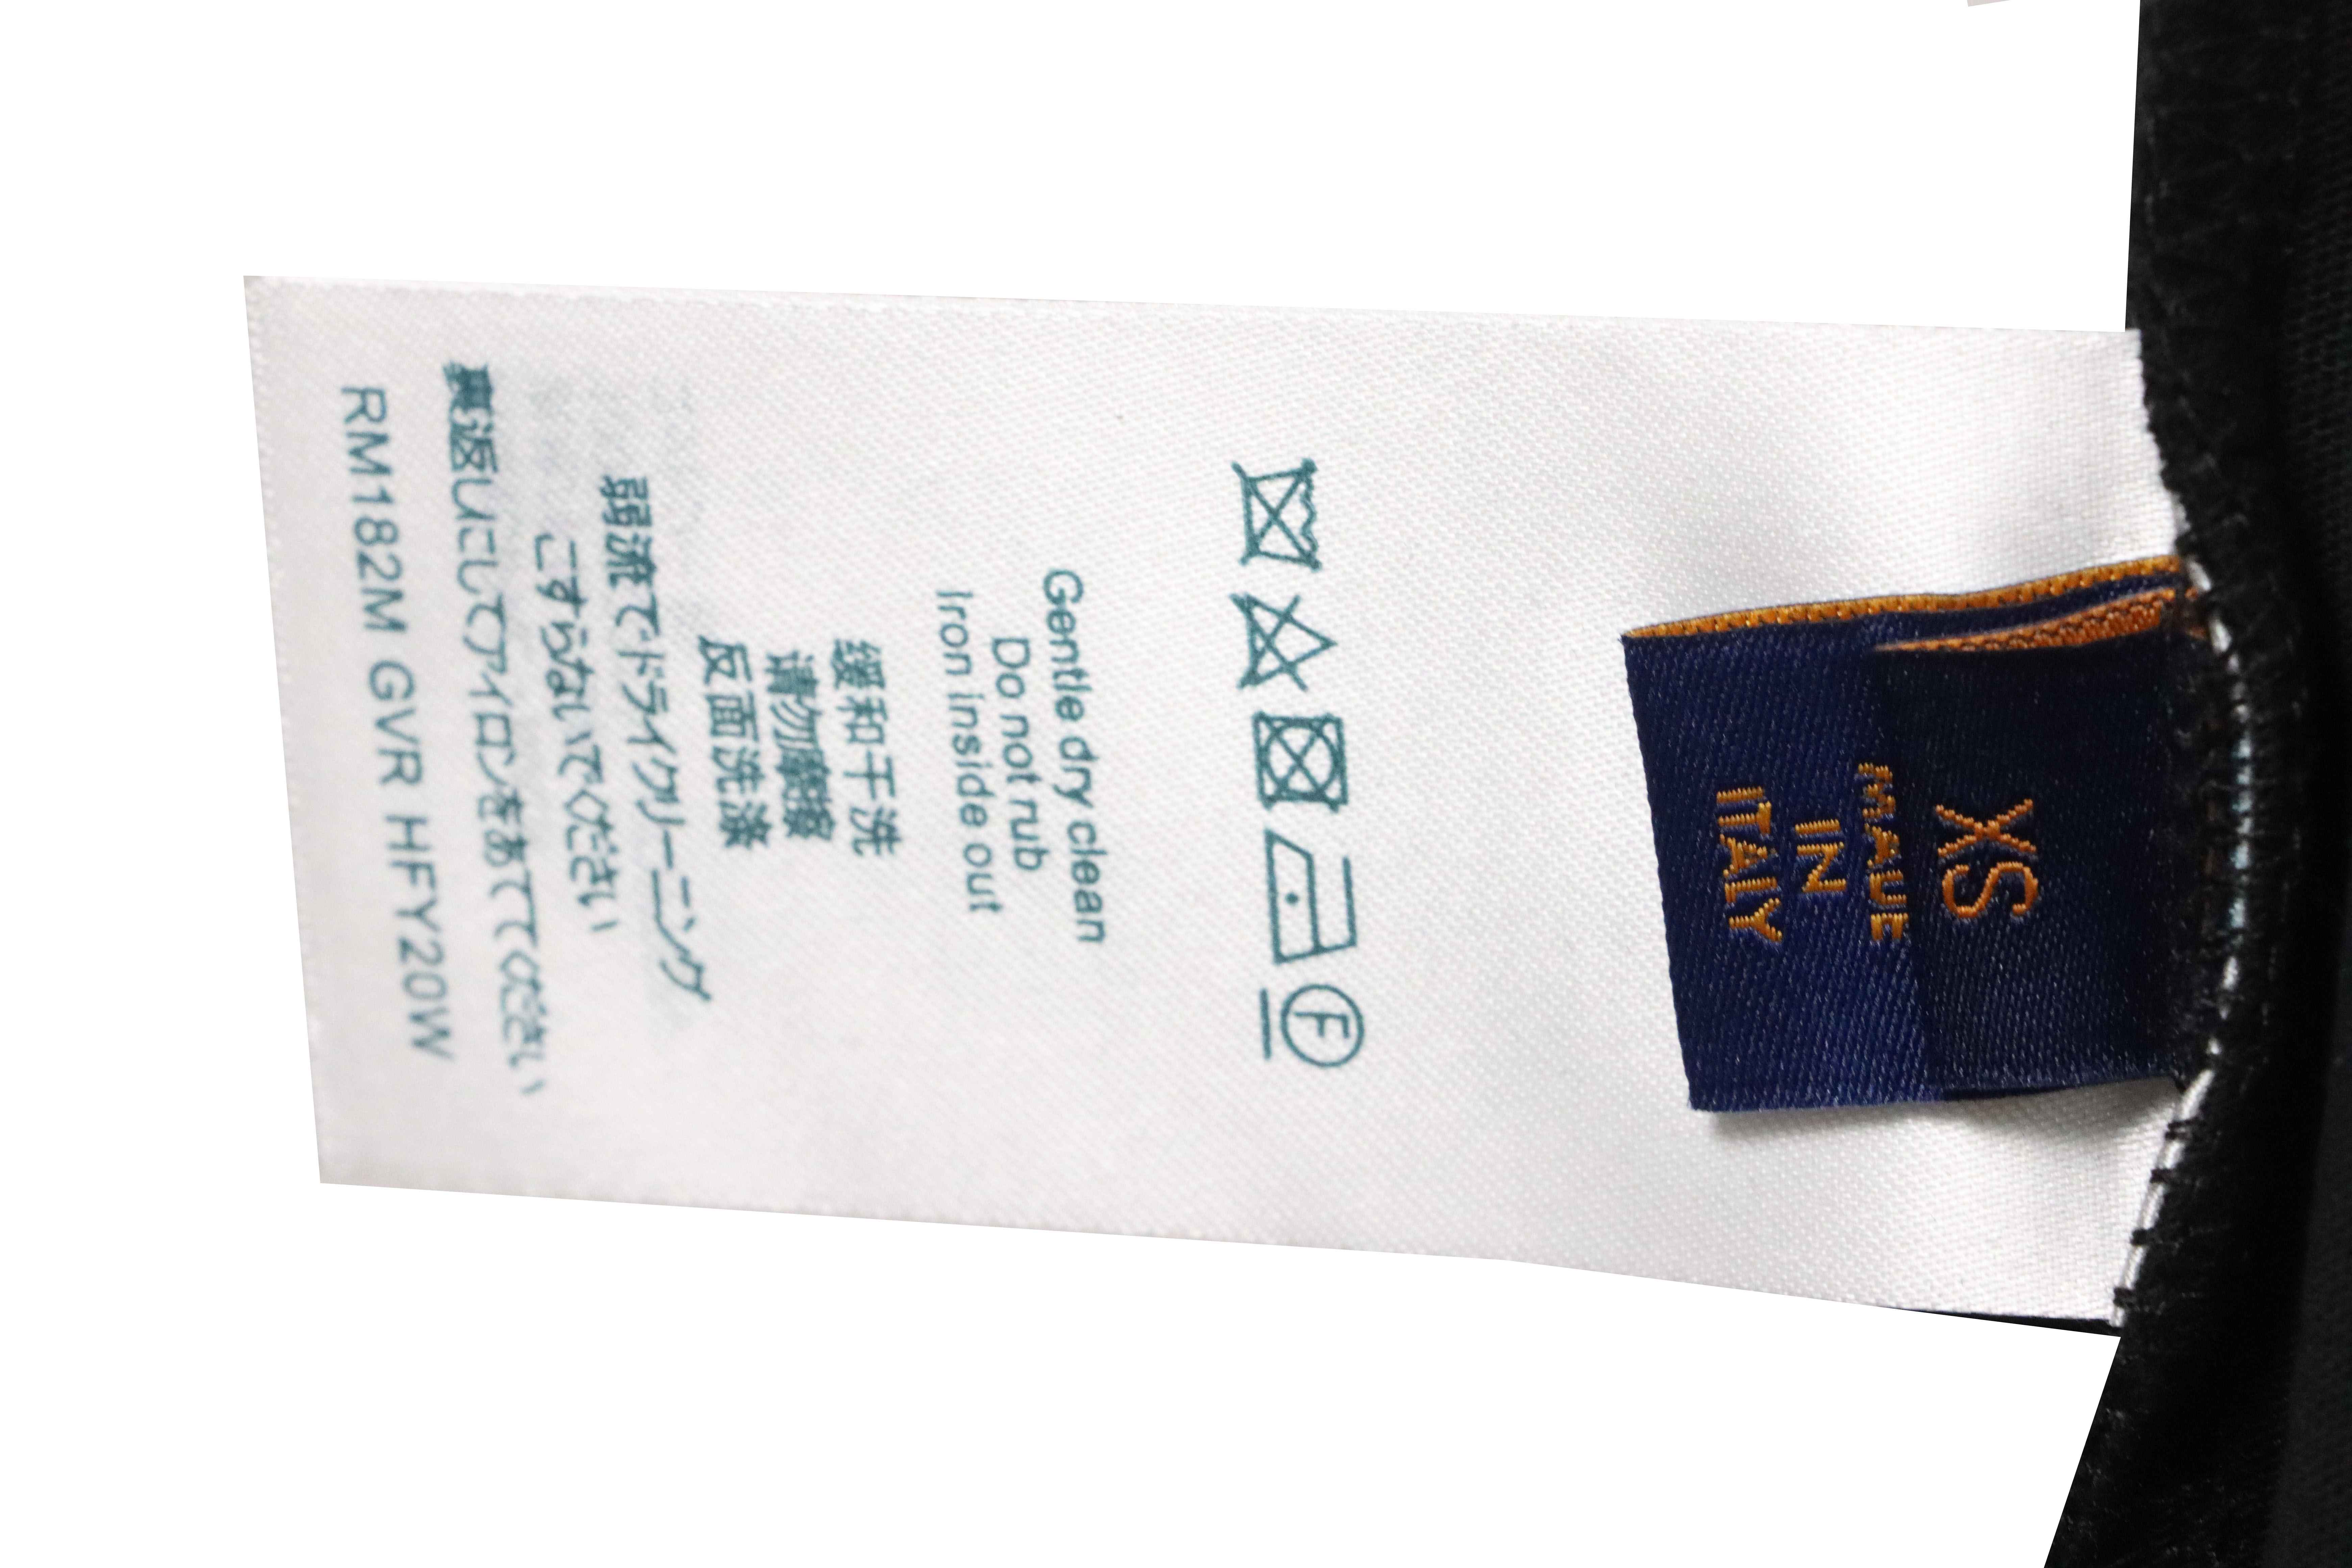 XS
MADE
IN
ITALY
F
Gentle dry clean
Do not rub
Iron inside out
缓和干洗
请勿摩擦
反面洗涤
弱流でドライクリーニング
こすらないでください
裏返しにしてアイロンをあててください
RM182M GVR HFY20W